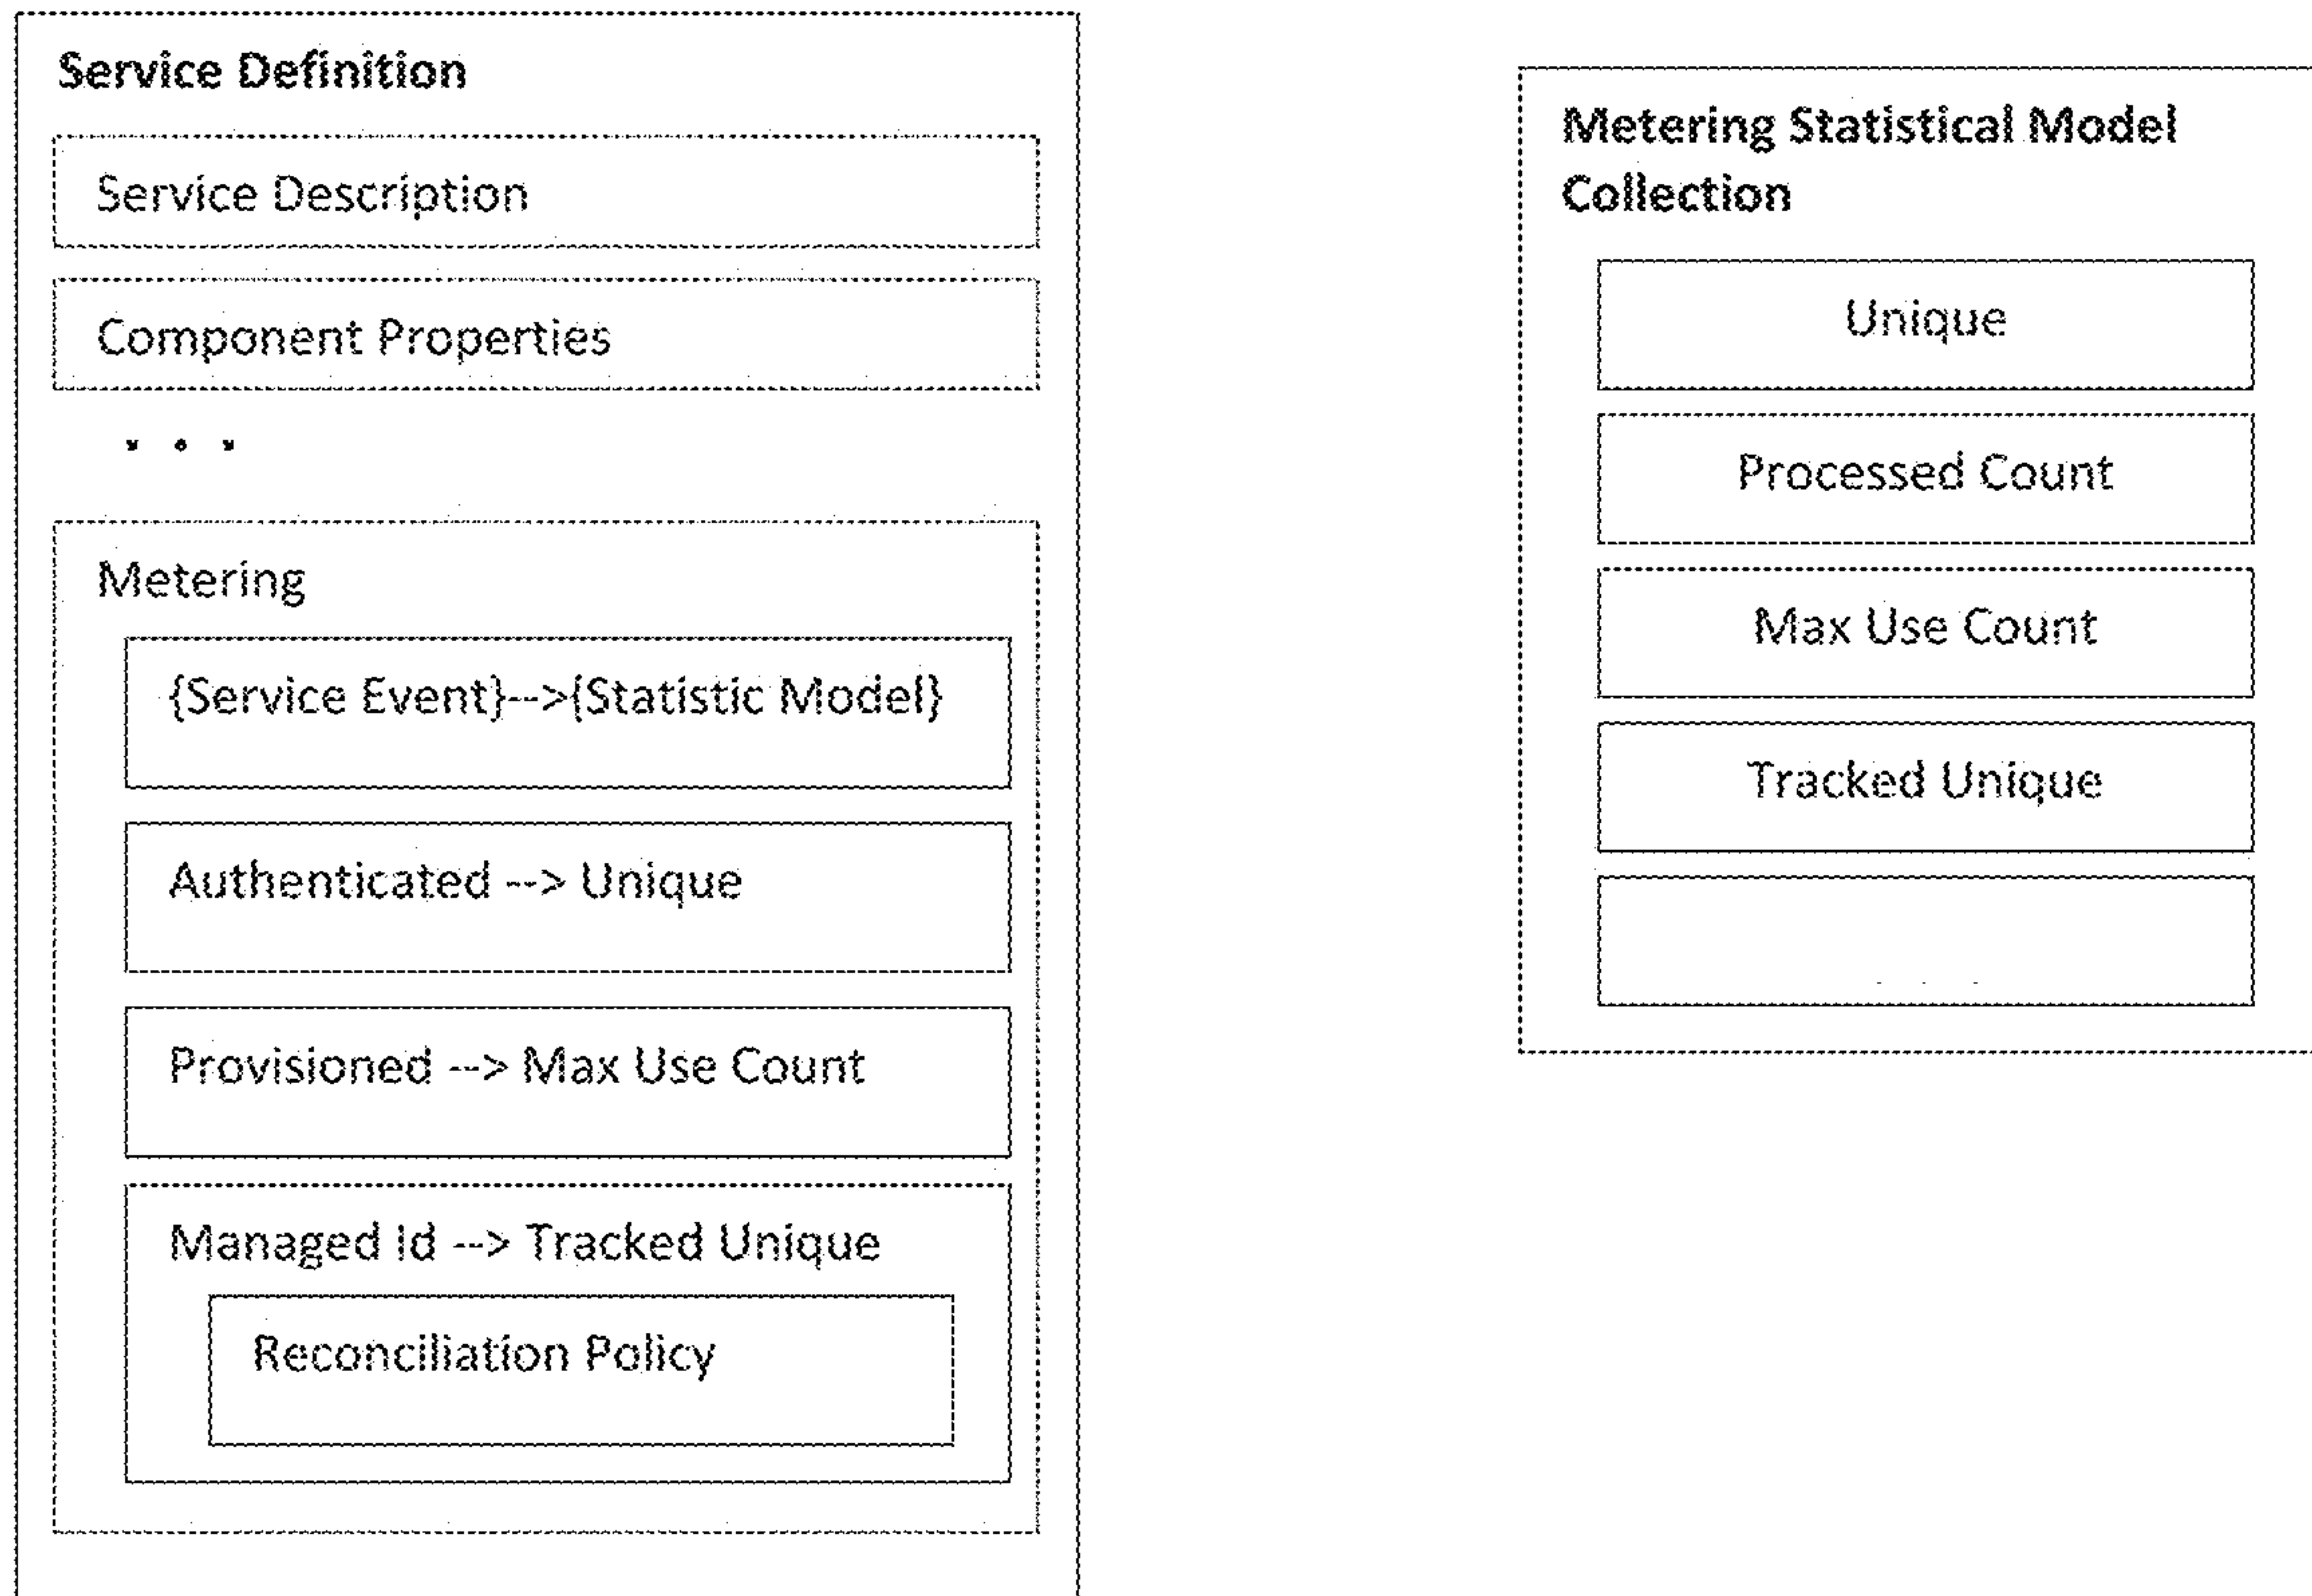 Service Definition
Service Description
Component Properties
. . .
Metering
{Service Event}-->{Statistic Model}
Authenticated --> Unique
Provisioned --> Max Use Count
Managed Id --> Tracked Unique
Reconciliation Policy
Metering Statistical Model
Collection
Unique
Processed Count
Max Use Count
Tracked Unique
. . .